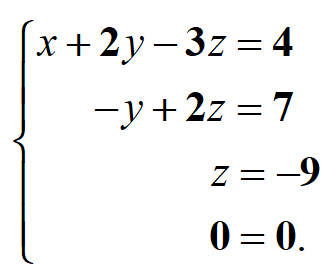 x + 2y − 3z = 4
−y + 2z = 7
z = −9
0 = 0.